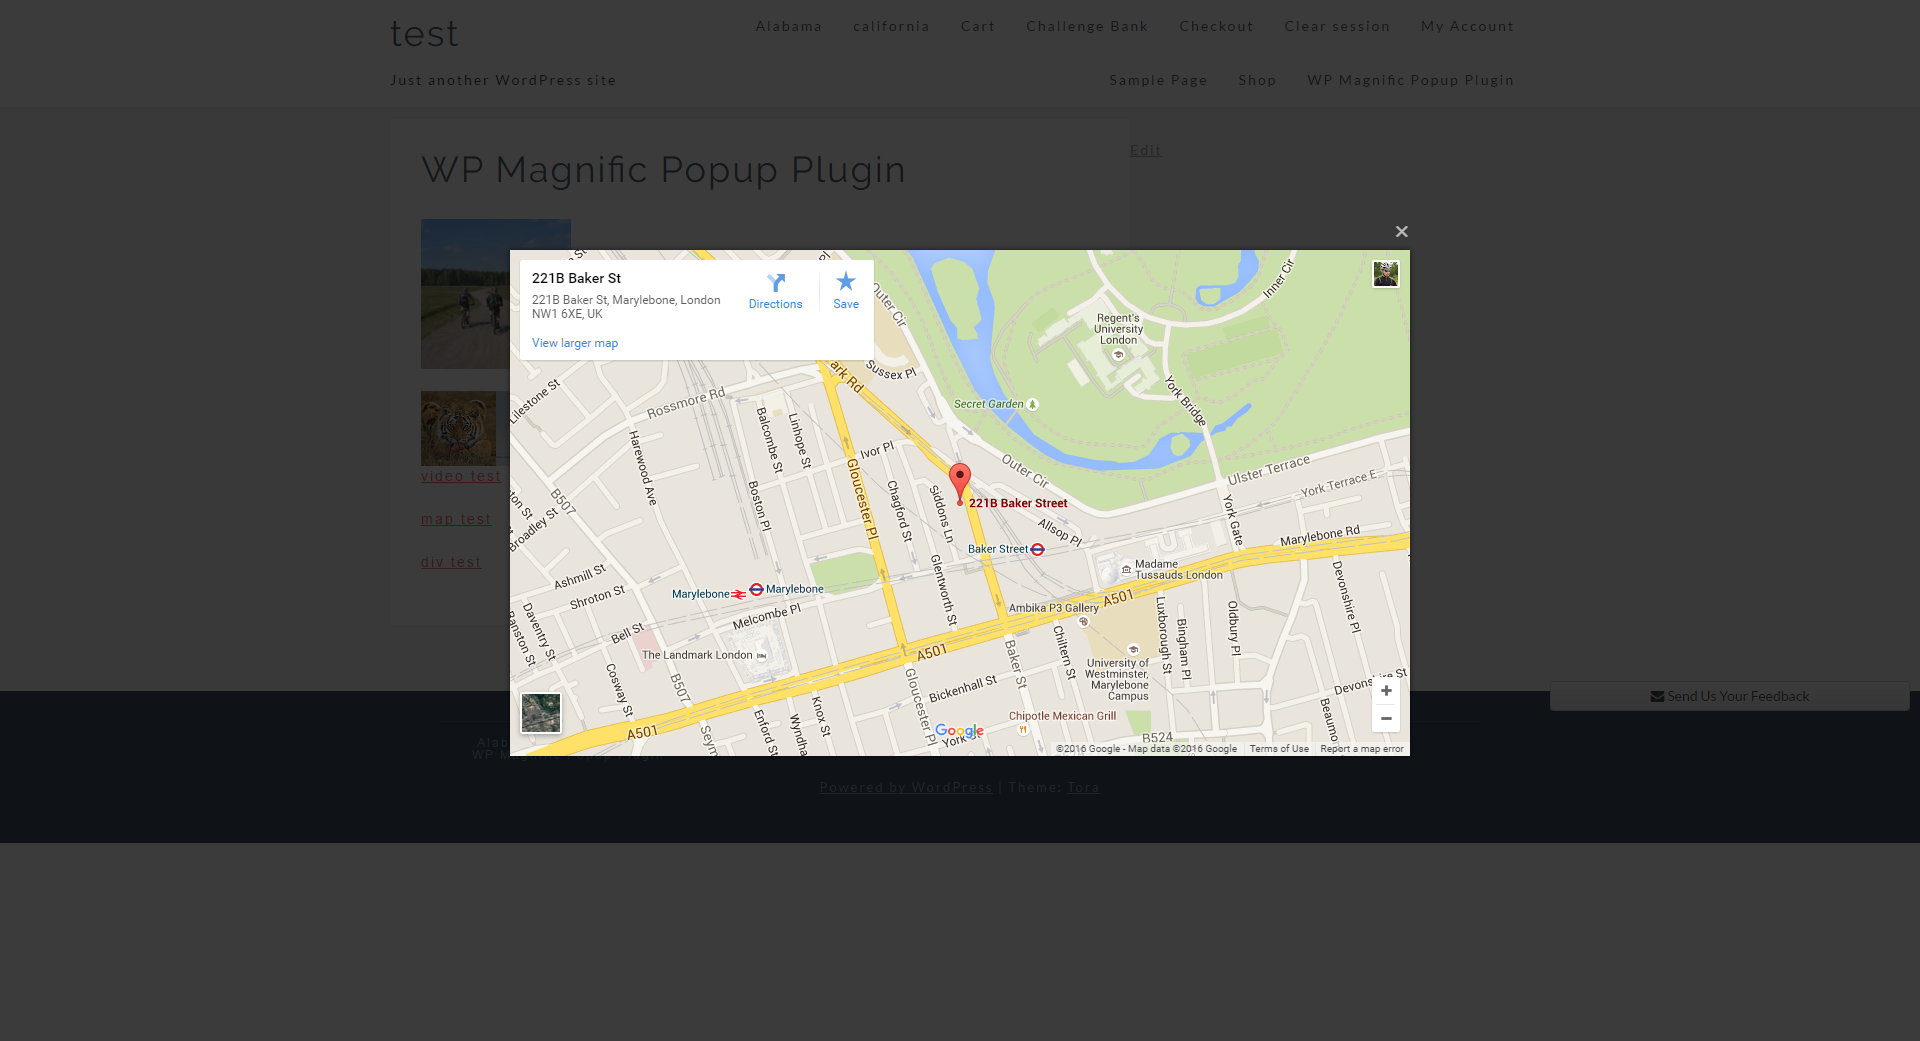 test
Alabama california Cart Challenge Bank Checkout Clear session My Account
Just another WordPress site
Sample Page Shop WP Magnific Popup Plugin
WP Magnific Popup Plugin
Edit
×
221B Baker St
221B Baker St, Marylebone, London
NW1 6XE, UK
Directions
Save
View larger map
Outer Cir
Inner Cir
Regent's
University
London
Sussex Pl
Secret Garden
York Bridge
Lilestone St
Rossmore Rd
Balcombe St
Linhope St
Harewood Ave
Ivor Pl
Gloucester Pl
Outer Cir
Ulster Terrace
York Terrace E
video test
B507
Boston Pl
Chagford St
Siddons Ln
221B Baker Street
York Gate
map test
Broadley St
Allsop Pl
Marylebone Rd
Baker Street
div test
Madame
Tussauds London
Ashmill St
Shroton St
Glentworth St
Marylebone
Marylebone
A501
Devonshire Pl
Melcombe Pl
Ambika P3 Gallery
Luxborough St
Bingham Pl
Oldbury Pl
Daventry St
Ranston St
Bell St
The Landmark London
A501
Baker St
Chiltern St
University of
Westminster,
Marylebone
Campus
Cosway St
B507
Gloucester Pl
Bickenhall St
+
−
Send Us Your Feedback
Chipotle Mexican Grill
Knox St
Enford St
A501
Google
B524
©2016 Google - Map data ©2016 Google Terms of Use Report a map error
Powered by WordPress | Theme: Tora